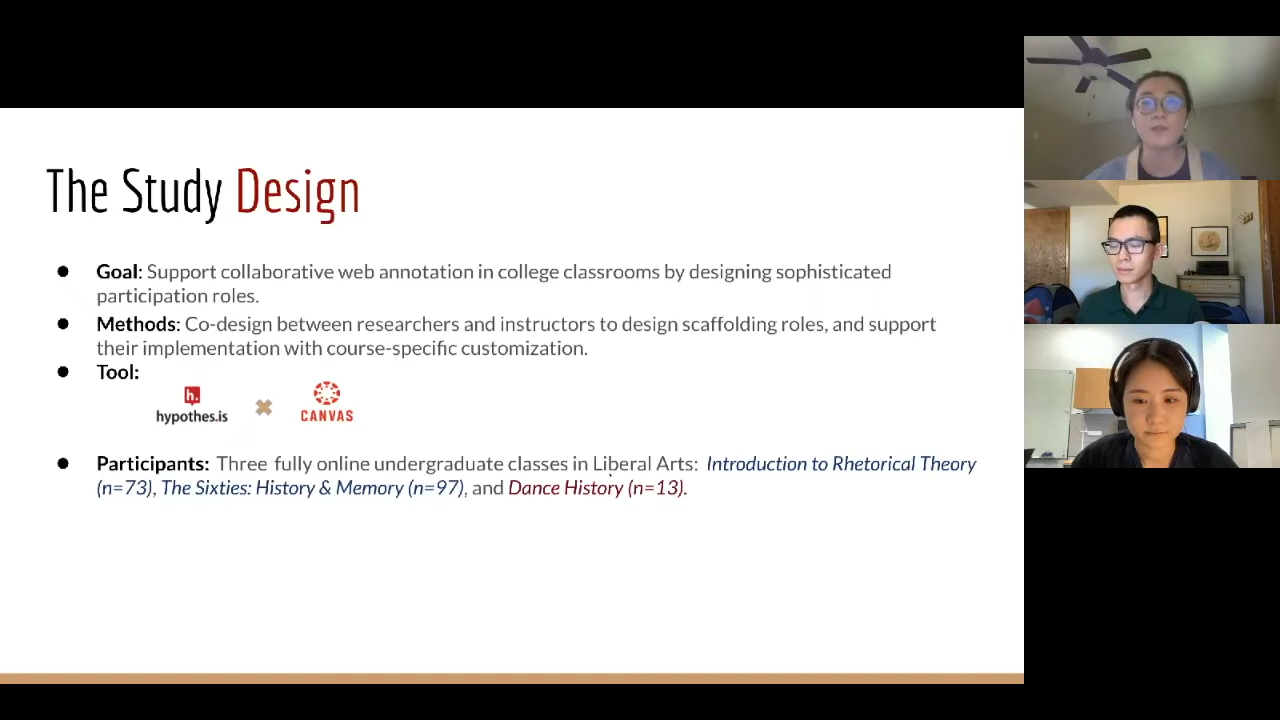 The Study Design
● Goal: Support collaborative web annotation in college classrooms by designing sophisticated
participation roles.
● Methods: Co-design between researchers and instructors to design scaffolding roles, and support
their implementation with course-specific customization.
● Tool:
h.
hypothes.is ✖ CANVAS
● Participants: Three fully online undergraduate classes in Liberal Arts: Introduction to Rhetorical Theory
(n=73), The Sixties: History & Memory (n=97), and Dance History (n=13).